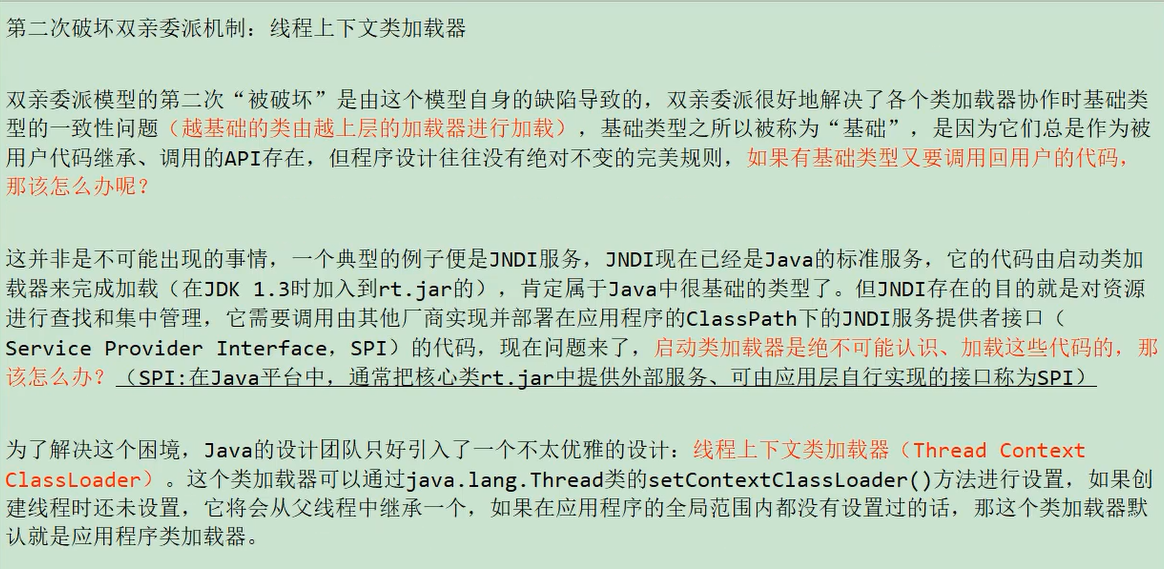 第二次破坏双亲委派机制：线程上下文类加载器
双亲委派模型的第二次“被破坏”是由这个模型自身的缺陷导致的，双亲委派很好地解决了各个类加载器协作时基础类
型的一致性问题（越基础的类由越上层的加载器进行加载），基础类型之所以被称为“基础”，是因为它们总是作为被
用户代码继承、调用的API存在，但程序设计往往没有绝对不变的完美规则，如果有基础类型又要调用回用户的代码，
那该怎么办呢？
这并非是不可能出现的事情，一个典型的例子便是JNDI服务，JNDI现在已经是Java的标准服务，它的代码由启动类加
载器来完成加载（在JDK 1.3时加入到rt.jar的），肯定属于Java中很基础的类型了。但JNDI存在的目的就是对资源
进行查找和集中管理，它需要调用由其他厂商实现并部署在应用程序的ClassPath下的JNDI服务提供者接口（
Service Provider Interface，SPI）的代码，现在问题来了，启动类加载器是绝不可能认识、加载这些代码的，那
该怎么办？（SPI:在Java平台中，通常把核心类rt.jar中提供外部服务、可由应用层自行实现的接口称为SPI）
为了解决这个困境，Java的设计团队只好引入了一个不太优雅的设计：线程上下文类加载器（Thread Context
ClassLoader）。这个类加载器可以通过java.lang.Thread类的setContextClassLoader()方法进行设置，如果创
建线程时还未设置，它将会从父线程中继承一个，如果在应用程序的全局范围内都没有设置过的话，那这个类加载器默
认就是应用程序类加载器。